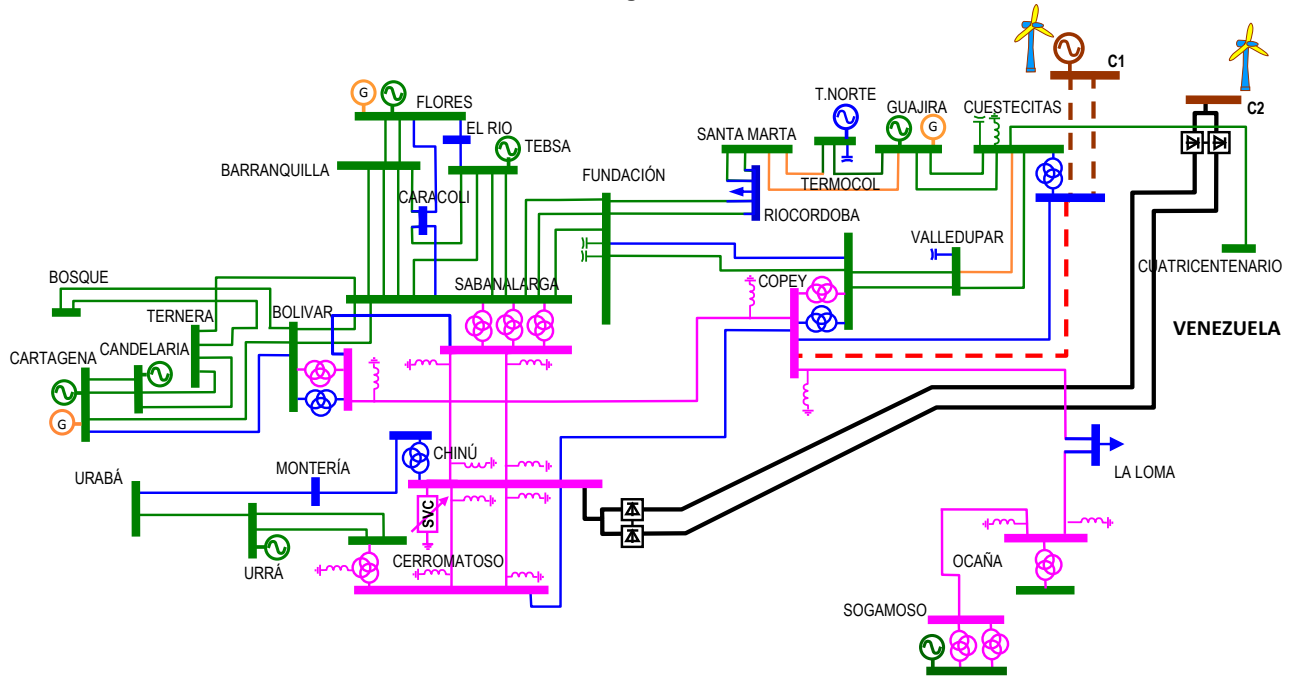 C1
C2
T.NORTE
GUAJIRA
CUESTECITAS
G
FLORES
G
EL RIO
SANTA MARTA
TEBSA
BARRANQUILLA
FUNDACIÓN
TERMOCOL
CARACOLI
RIOCORDOBA
VALLEDUPAR
CUATRICENTENARIO
BOSQUE
SABANALARGA
COPEY
TERNERA
BOLIVAR
VENEZUELA
CANDELARIA
CARTAGENA
G
CHINÚ
MONTERÍA
URABÁ
LA LOMA
SVC
CERROMATOSO
URRÁ
OCAÑA
SOGAMOSO